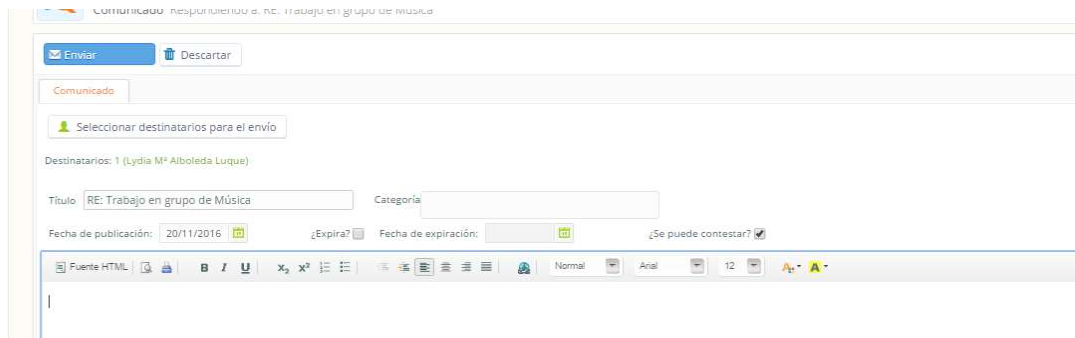 Comunicado Respondiendo a: RE: Trabajo en grupo de Música
Enviar Descartar
Comunicado
Seleccionar destinatarios para el envío
Destinatarios: 1 (Lydia Mª Alboleda Luque)
Título RE: Trabajo en grupo de Música Categoría
Fecha de publicación: 20/11/2016 ¿Expira? Fecha de expiración: ¿Se puede contestar?
Fuente HTML B I U x₂ x² Normal Arial 12 A A